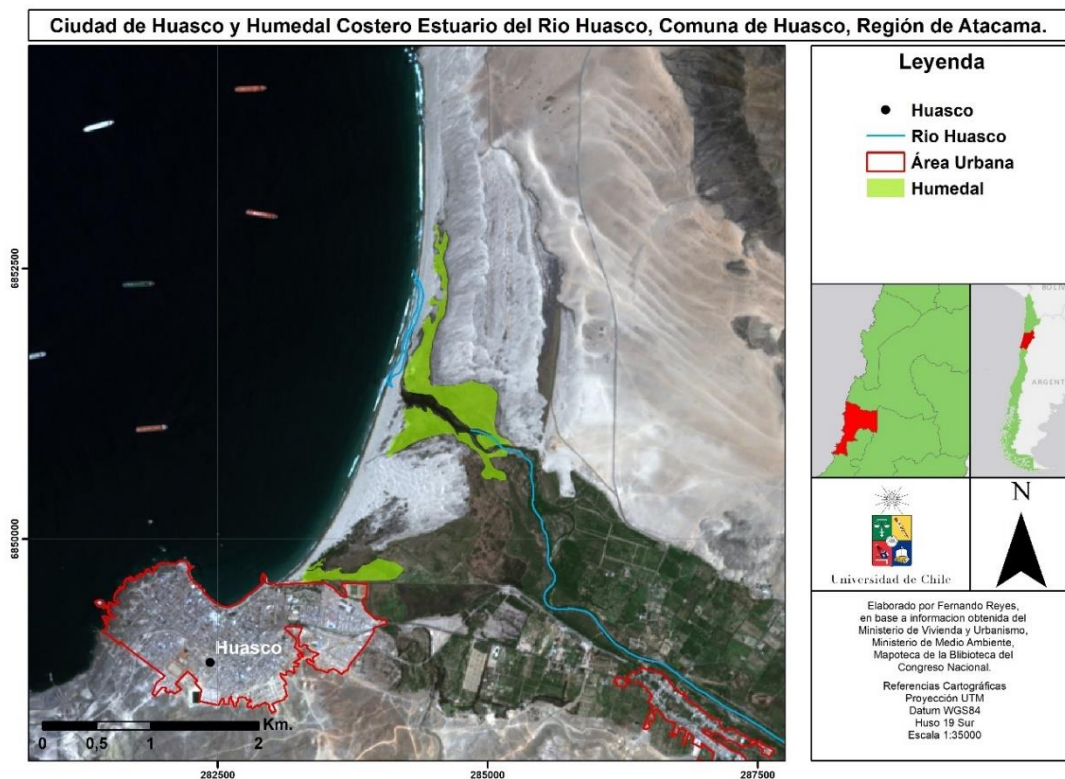 Ciudad de Huasco y Humedal Costero Estuario del Rio Huasco, Comuna de Huasco, Región de Atacama.
Leyenda
Huasco
Rio Huasco
Área Urbana
Humedal
6852500
6850000
Huasco
Km.
0 0,5 1 2
282500 285000 287500
BOLIV
ARGENT
Universidad de Chile
N
Elaborado por Fernando Reyes,
en base a informacion obtenida del
Ministerio de Vivienda y Urbanismo,
Ministerio de Medio Ambiente,
Mapoteca de la Blibioteca del
Congreso Nacional.
Referencias Cartográficas
Proyección UTM
Datum WGS84
Huso 19 Sur
Escala 1:35000